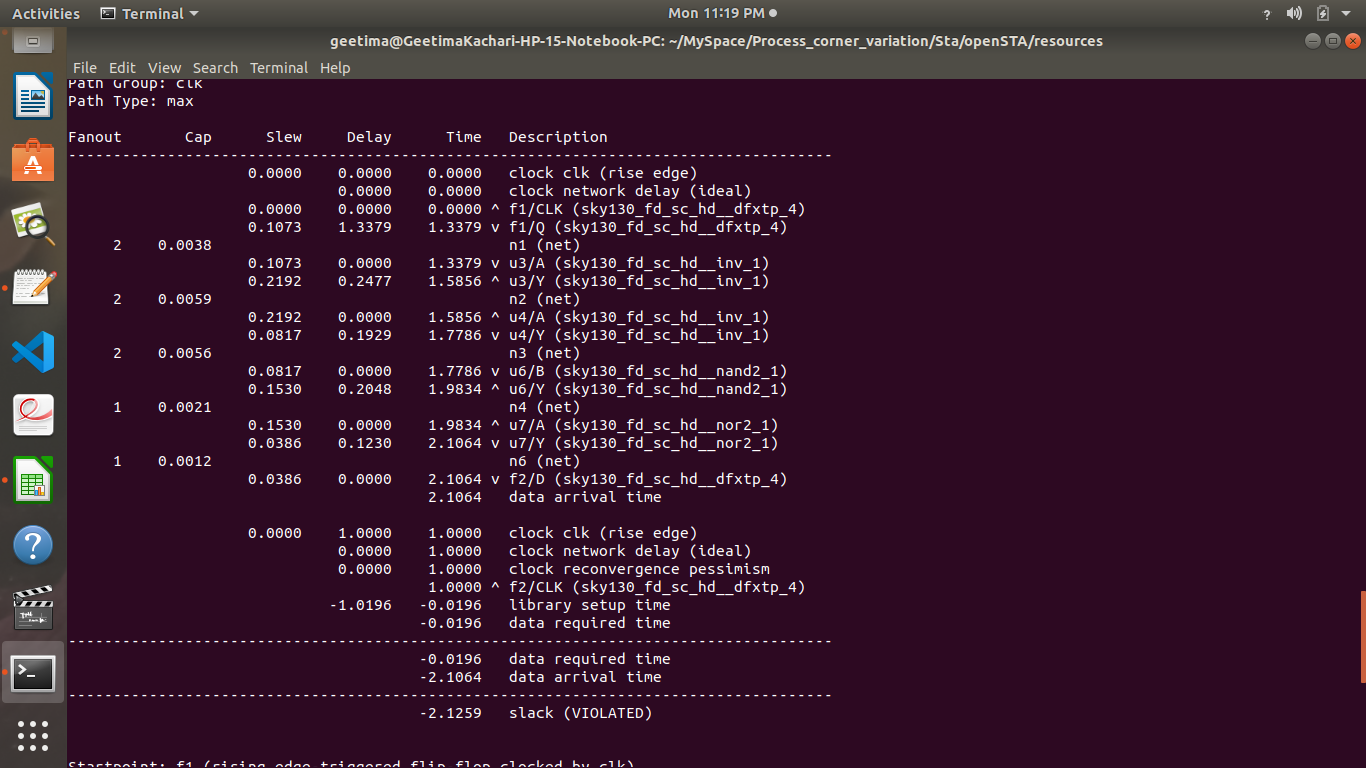 Activities Terminal Mon 11:19 PM
geetima@GeetimaKachari-HP-15-Notebook-PC: ~/MySpace/Process_corner_variation/Sta/openSTA/resources
File Edit View Search Terminal Help
Path Group: clk
Path Type: max
Fanout Cap Slew Delay Time Description
-------------------------------------------------------------------------------------
0.0000 0.0000 0.0000 clock clk (rise edge)
0.0000 0.0000 clock network delay (ideal)
0.0000 0.0000 0.0000 ^ f1/CLK (sky130_fd_sc_hd__dfxtp_4)
0.1073 1.3379 1.3379 v f1/Q (sky130_fd_sc_hd__dfxtp_4)
2 0.0038 n1 (net)
0.1073 0.0000 1.3379 v u3/A (sky130_fd_sc_hd__inv_1)
0.2192 0.2477 1.5856 ^ u3/Y (sky130_fd_sc_hd__inv_1)
2 0.0059 n2 (net)
0.2192 0.0000 1.5856 ^ u4/A (sky130_fd_sc_hd__inv_1)
0.0817 0.1929 1.7786 v u4/Y (sky130_fd_sc_hd__inv_1)
2 0.0056 n3 (net)
0.0817 0.0000 1.7786 v u6/B (sky130_fd_sc_hd__nand2_1)
0.1530 0.2048 1.9834 ^ u6/Y (sky130_fd_sc_hd__nand2_1)
1 0.0021 n4 (net)
0.1530 0.0000 1.9834 ^ u7/A (sky130_fd_sc_hd__nor2_1)
0.0386 0.1230 2.1064 v u7/Y (sky130_fd_sc_hd__nor2_1)
1 0.0012 n6 (net)
0.0386 0.0000 2.1064 v f2/D (sky130_fd_sc_hd__dfxtp_4)
2.1064 data arrival time
0.0000 1.0000 1.0000 clock clk (rise edge)
0.0000 1.0000 clock network delay (ideal)
0.0000 1.0000 clock reconvergence pessimism
1.0000 ^ f2/CLK (sky130_fd_sc_hd__dfxtp_4)
-1.0196 -0.0196 library setup time
-0.0196 data required time
-------------------------------------------------------------------------------------
-0.0196 data required time
-2.1064 data arrival time
-------------------------------------------------------------------------------------
-2.1259 slack (VIOLATED)
Startpoint: f1 (rising edge-triggered flip-flop clocked by clk)